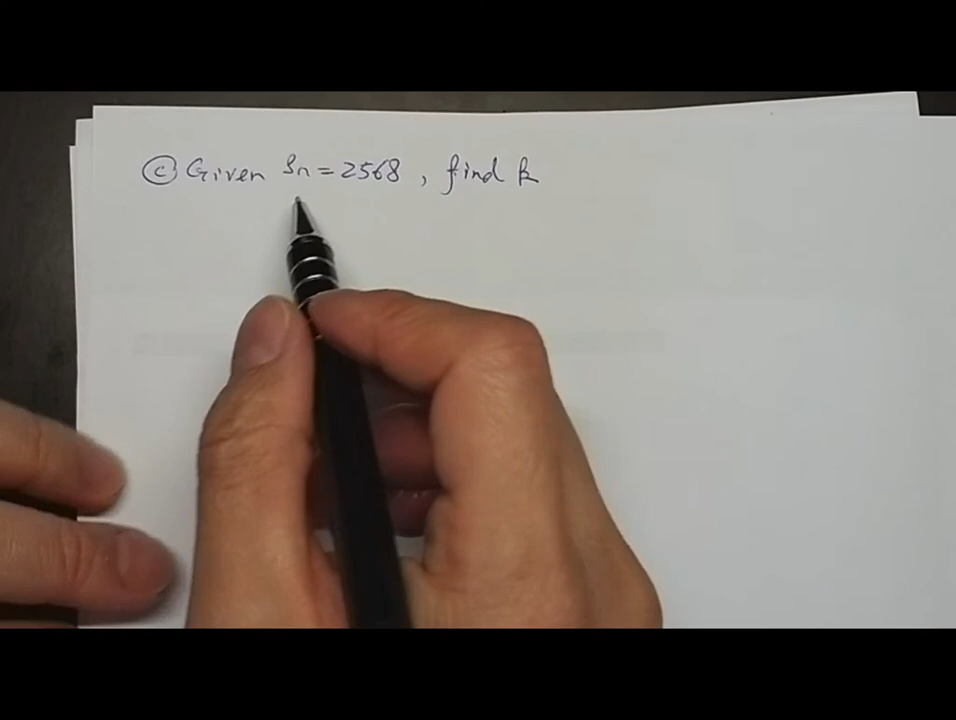 (c) Given Sn = 2568 , find k